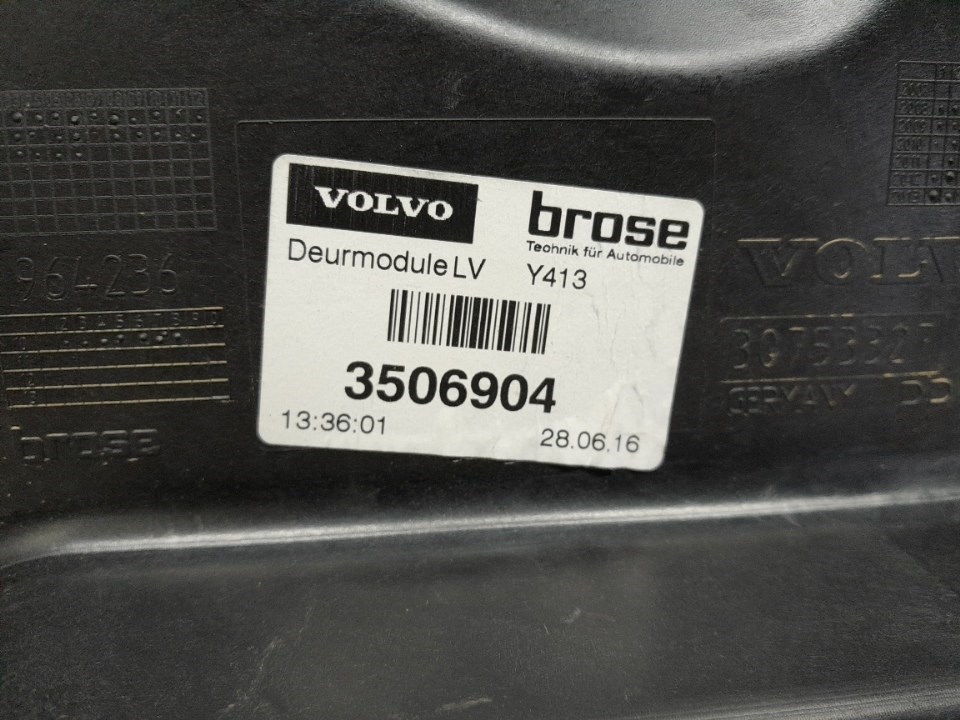 VOLVO
brose
Technik für Automobile
Deurmodule LV
Y413
3506904
13:36:01
28.06.16
964236
brose
VOLV
GERMANY